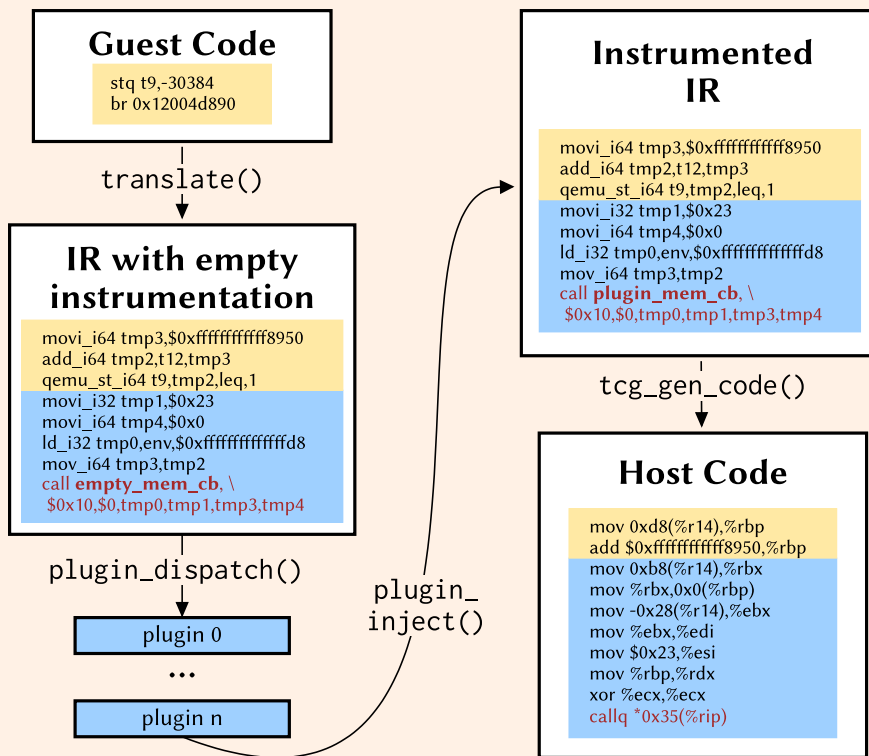 Guest Code
stq t9,-30384
br 0x12004d890
translate()
IR with empty
instrumentation
movi_i64 tmp3,$0xffffffffffff8950
add_i64 tmp2,t12,tmp3
qemu_st_i64 t9,tmp2,leq,1
movi_i32 tmp1,$0x23
movi_i64 tmp4,$0x0
ld_i32 tmp0,env,$0xffffffffffffffd8
mov_i64 tmp3,tmp2
call empty_mem_cb, \
$0x10,$0,tmp0,tmp1,tmp3,tmp4
plugin_dispatch()
plugin 0
...
plugin n
plugin_
inject()
Instrumented
IR
movi_i64 tmp3,$0xffffffffffff8950
add_i64 tmp2,t12,tmp3
qemu_st_i64 t9,tmp2,leq,1
movi_i32 tmp1,$0x23
movi_i64 tmp4,$0x0
ld_i32 tmp0,env,$0xffffffffffffffd8
mov_i64 tmp3,tmp2
call plugin_mem_cb, \
$0x10,$0,tmp0,tmp1,tmp3,tmp4
tcg_gen_code()
Host Code
mov 0xd8(%r14),%rbp
add $0xffffffffffff8950,%rbp
mov 0xb8(%r14),%rbx
mov %rbx,0x0(%rbp)
mov -0x28(%r14),%ebx
mov %ebx,%edi
mov $0x23,%esi
mov %rbp,%rdx
xor %ecx,%ecx
callq *0x35(%rip)